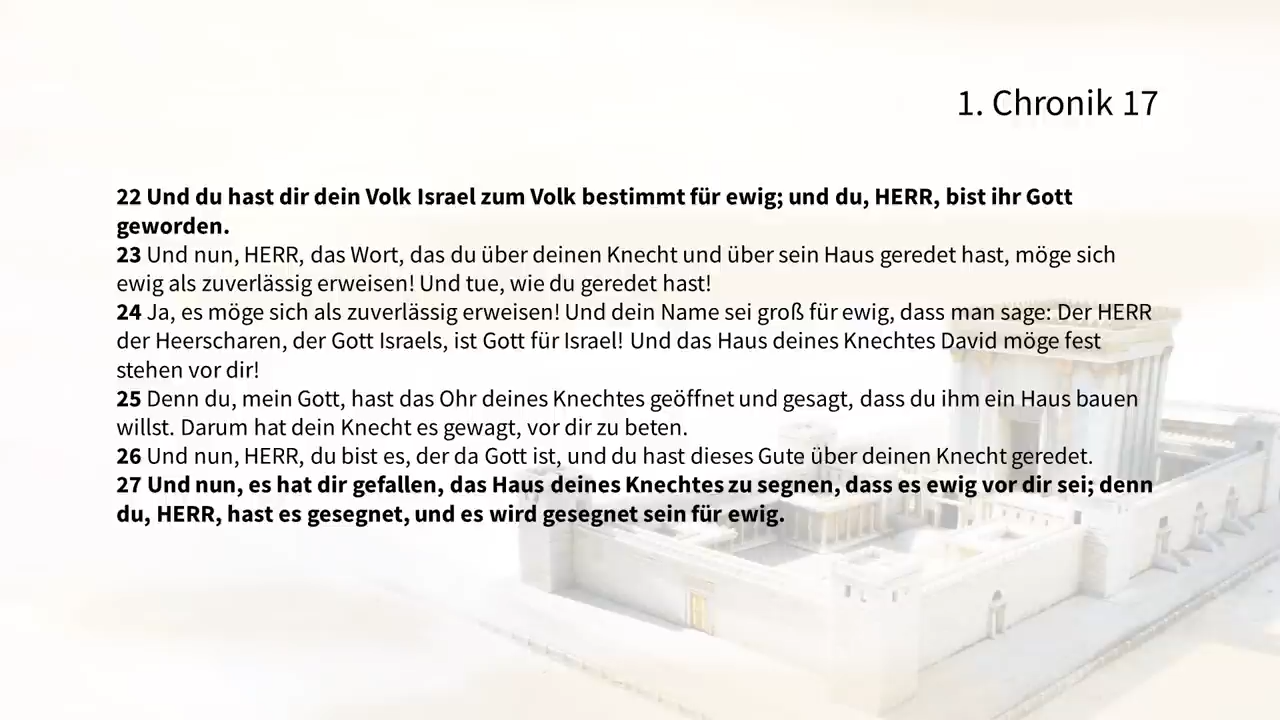 1. Chronik 17
22 Und du hast dir dein Volk Israel zum Volk bestimmt für ewig; und du, HERR, bist ihr Gott
geworden.
23 Und nun, HERR, das Wort, das du über deinen Knecht und über sein Haus geredet hast, möge sich
ewig als zuverlässig erweisen! Und tue, wie du geredet hast!
24 Ja, es möge sich als zuverlässig erweisen! Und dein Name sei groß für ewig, dass man sage: Der HERR
der Heerscharen, der Gott Israels, ist Gott für Israel! Und das Haus deines Knechtes David möge fest
stehen vor dir!
25 Denn du, mein Gott, hast das Ohr deines Knechtes geöffnet und gesagt, dass du ihm ein Haus bauen
willst. Darum hat dein Knecht es gewagt, vor dir zu beten.
26 Und nun, HERR, du bist es, der da Gott ist, und du hast dieses Gute über deinen Knecht geredet.
27 Und nun, es hat dir gefallen, das Haus deines Knechtes zu segnen, dass es ewig vor dir sei; denn
du, HERR, hast es gesegnet, und es wird gesegnet sein für ewig.